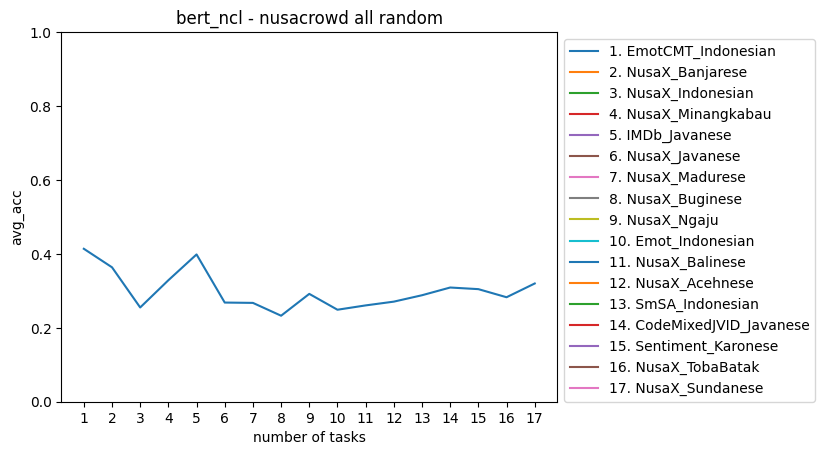 bert_ncl - nusacrowd all random
avg_acc
1.0
0.8
0.6
0.4
0.2
0.0
1 2 3 4 5 6 7 8 9 10 11 12 13 14 15 16 17
number of tasks
1. EmotCMT_Indonesian
2. NusaX_Banjarese
3. NusaX_Indonesian
4. NusaX_Minangkabau
5. IMDb_Javanese
6. NusaX_Javanese
7. NusaX_Madurese
8. NusaX_Buginese
9. NusaX_Ngaju
10. Emot_Indonesian
11. NusaX_Balinese
12. NusaX_Acehnese
13. SmSA_Indonesian
14. CodeMixedJVID_Javanese
15. Sentiment_Karonese
16. NusaX_TobaBatak
17. NusaX_Sundanese